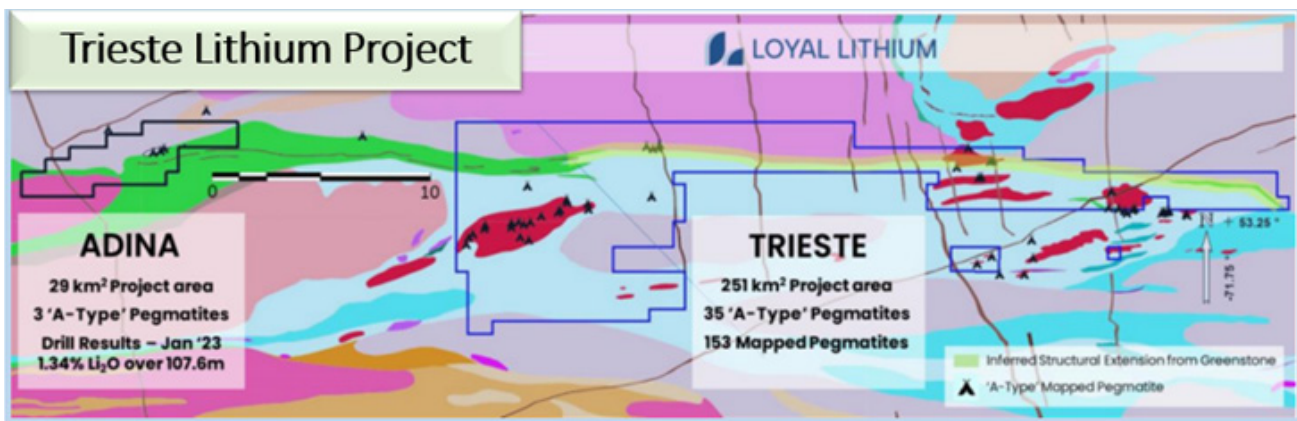 Trieste Lithium Project
LOYAL LITHIUM
0
10
ADINA
29 km² Project area
3 ‘A-Type’ Pegmatites
Drill Results – Jan ‘23
1.34% Li₂O over 107.6m
TRIESTE
251 km² Project area
35 ‘A-Type’ Pegmatites
153 Mapped Pegmatites
N
+ 53.25 °
-71.75 °
Inferred Structural Extension from Greenstone
‘A-Type’ Mapped Pegmatite